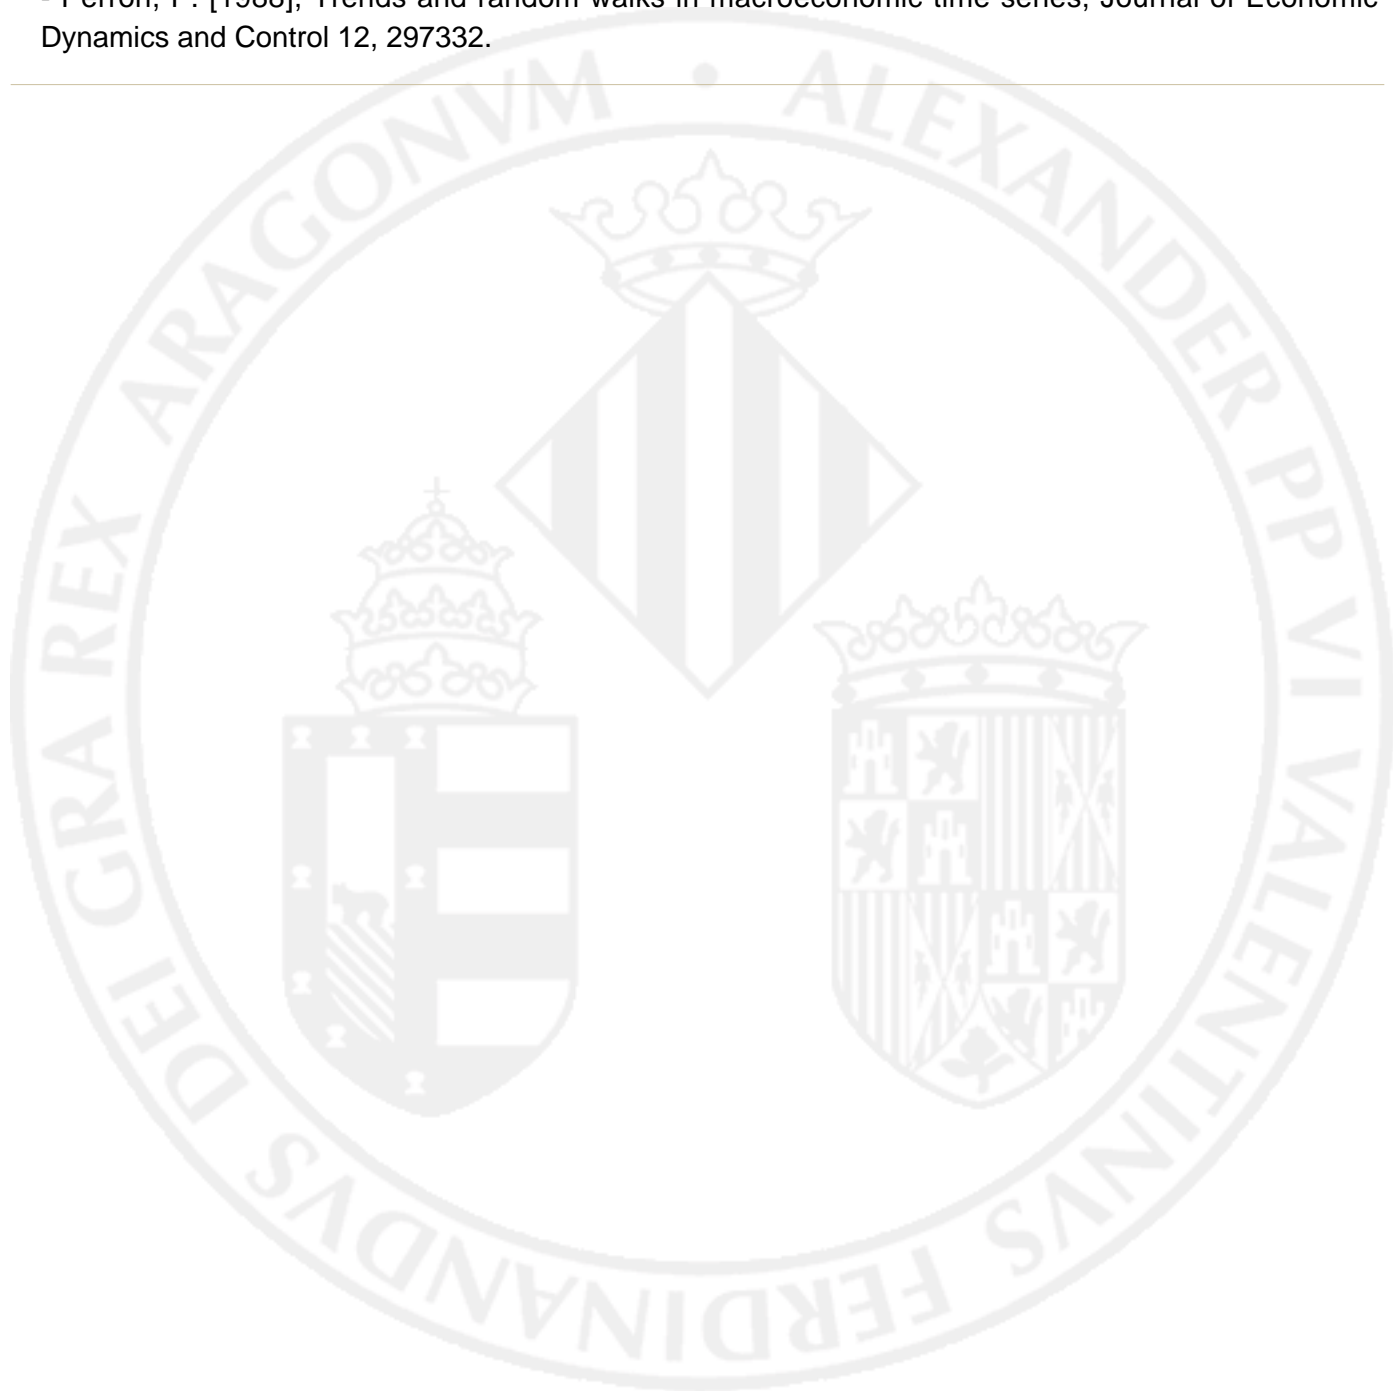 - Perron, P. [1988], Trends and random walks in macroeconomic time series, Journal of Economic
Dynamics and Control 12, 297332.
ALEXANDER PP VI VALENTINVS FERDINANDVS DEI GRA REX ARAGONVM